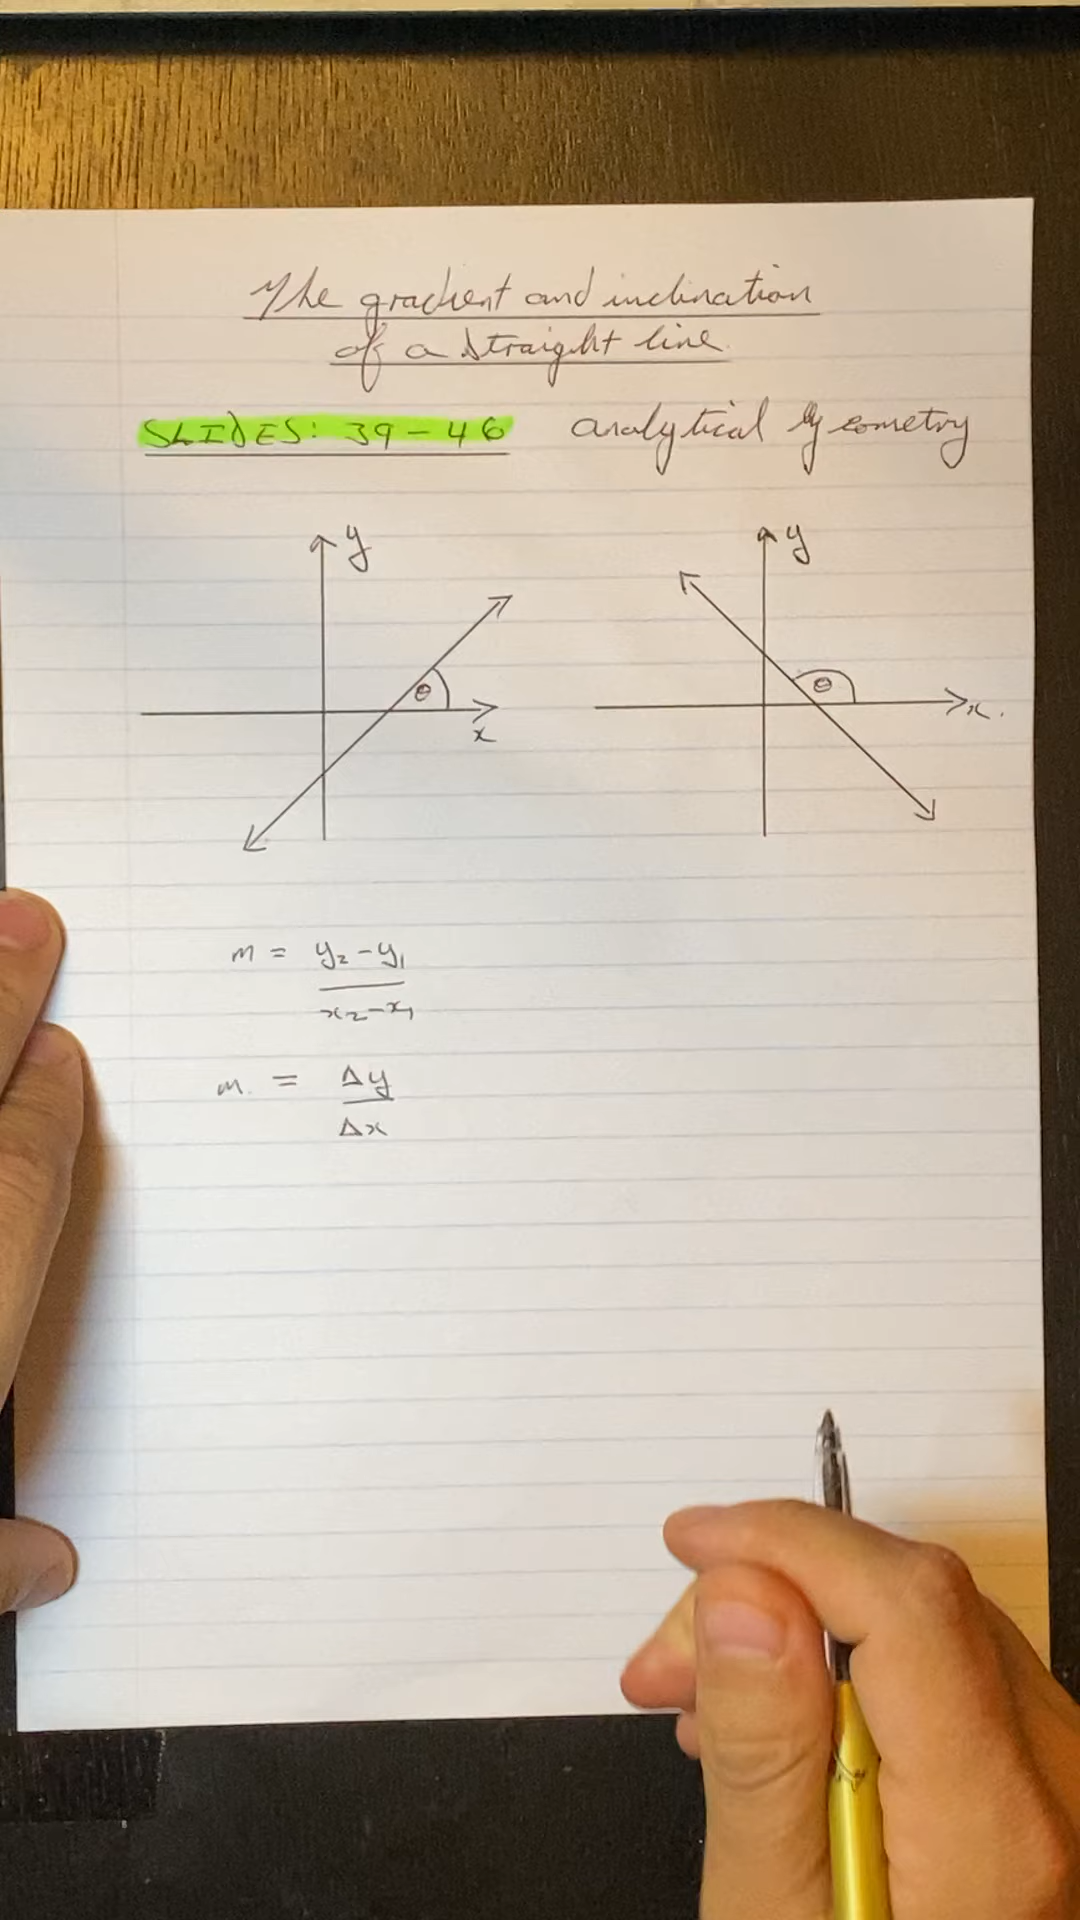 The gradient and inclination
of a straight line.
SLIDES: 39 - 46 analytical geometry
y
θ
x
y
θ
x.
m = y₂ - y₁
x₂ - x₁
m. = Δy
Δx